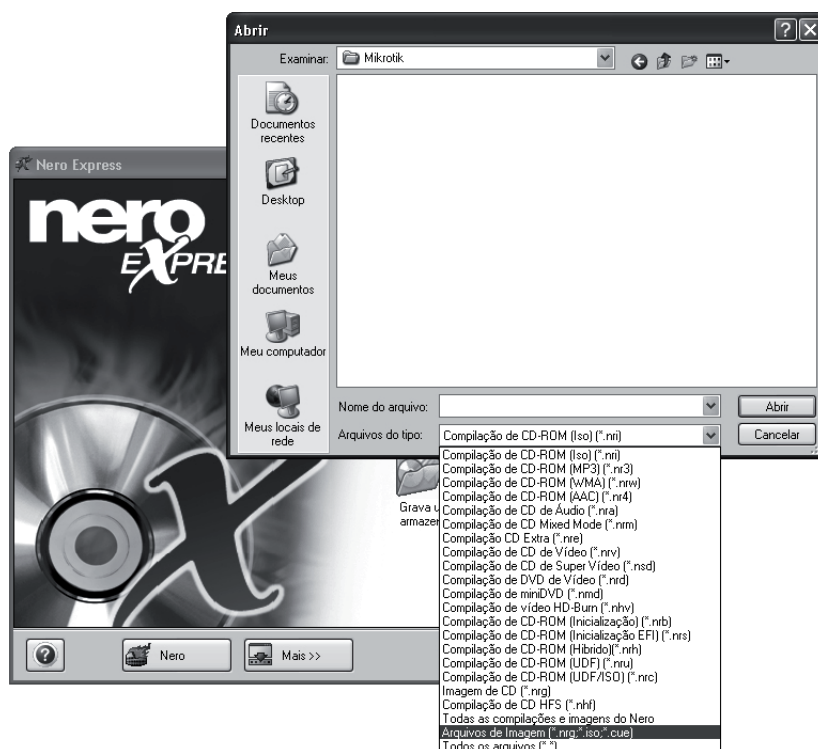 Abrir
Examinar: Mikrotik
Documentos recentes
Desktop
Meus documentos
Meu computador
Meus locais de rede
Nome do arquivo:
Abrir
Arquivos do tipo: Compilação de CD-ROM (Iso) (*.nri)
Cancelar
Compilação de CD-ROM (Iso) (*.nri)
Compilação de CD-ROM (MP3) (*.nr3)
Compilação de CD-ROM (WMA) (*.nrw)
Compilação de CD-ROM (AAC) (*.nr4)
Compilação de CD de Áudio (*.nra)
Compilação de CD Mixed Mode (*.nrm)
Compilação CD Extra (*.nre)
Compilação de CD de Vídeo (*.nrv)
Compilação de CD de Super Vídeo (*.nsd)
Compilação de DVD de Vídeo (*.nrd)
Compilação de miniDVD (*.nmd)
Compilação de vídeo HD-Burn (*.nhv)
Compilação de CD-ROM (Inicialização) (*.nrb)
Compilação de CD-ROM (Inicialização EFI) (*.nrs)
Compilação de CD-ROM (Híbrido)(*.nrh)
Compilação de CD-ROM (UDF) (*.nru)
Compilação de CD-ROM (UDF/ISO) (*.nrc)
Imagem de CD (*.nrg)
Compilação de CD HFS (*.nhf)
Todas as compilações e imagens do Nero
Arquivos de Imagem (*.nrg;*.iso;*.cue)
Todos os arquivos (*.*)
Nero Express
nero
EXPRE
Grava u
armazer
Nero
Mais >>